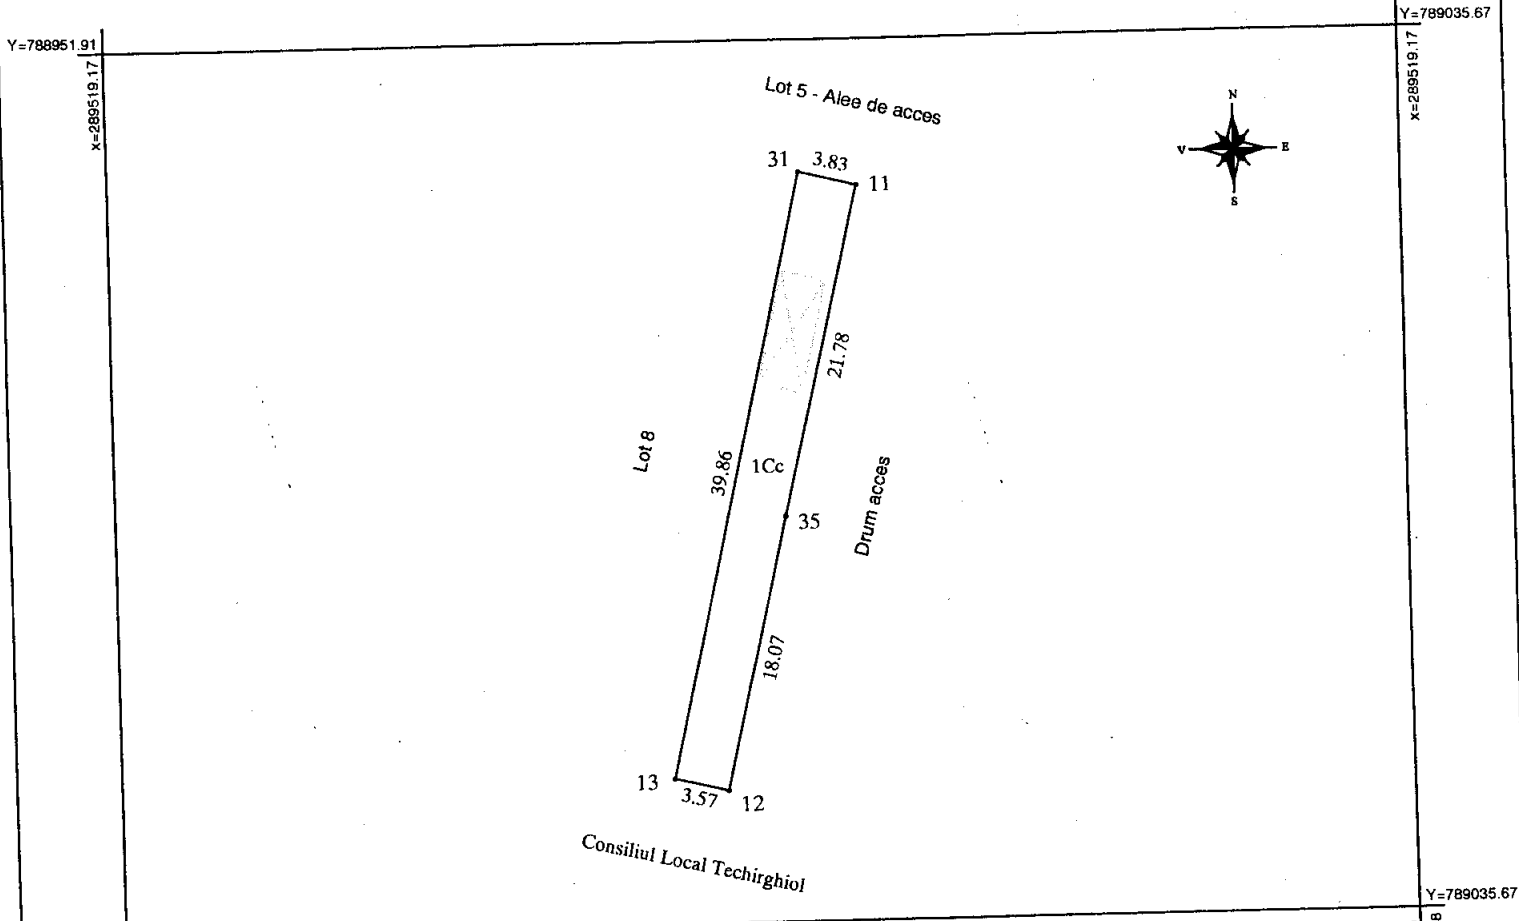 Y=789035.67
Y=788951.91
x=289519.17
x=289519.17
Lot 5 - Alee de acces
N
V
E
S
31
3.83
11
21.78
Lot 8
39.86
1Cc
35
Drum acces
18.07
13
3.57
12
Consiliul Local Techirghiol
Y=789035.67